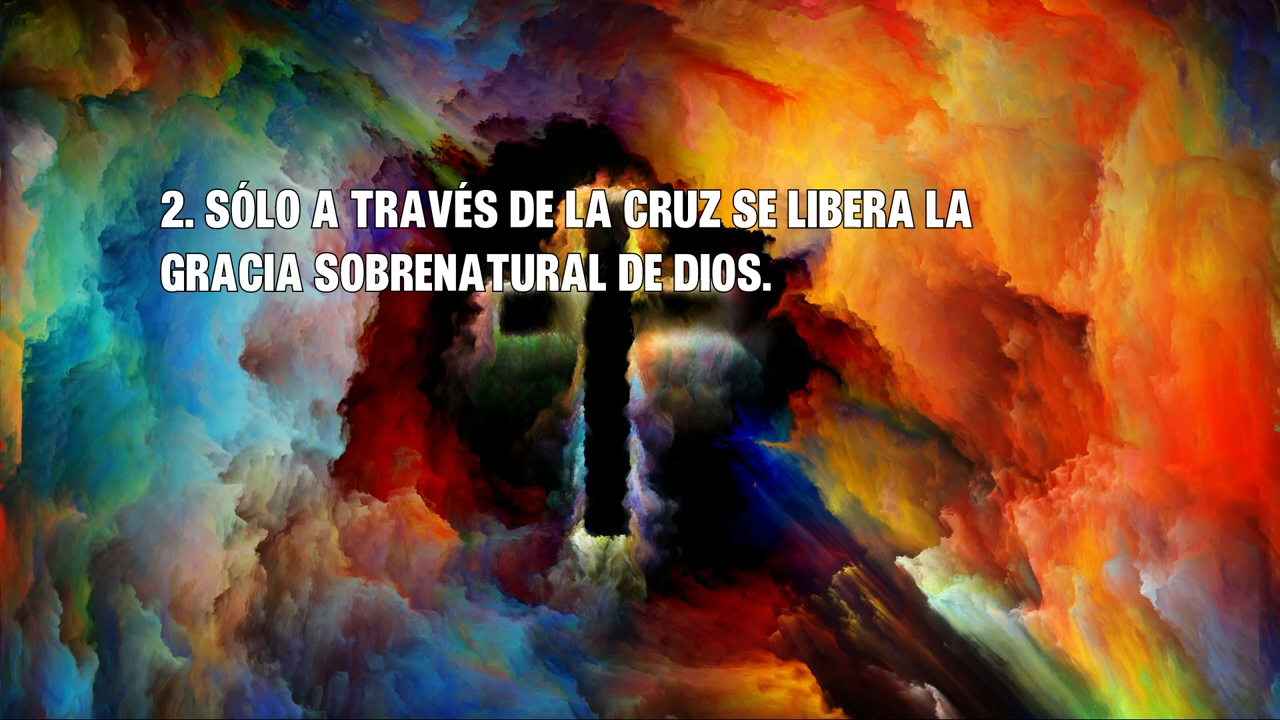 2. SÓLO A TRAVÉS DE LA CRUZ SE LIBERA LA
GRACIA SOBRENATURAL DE DIOS.